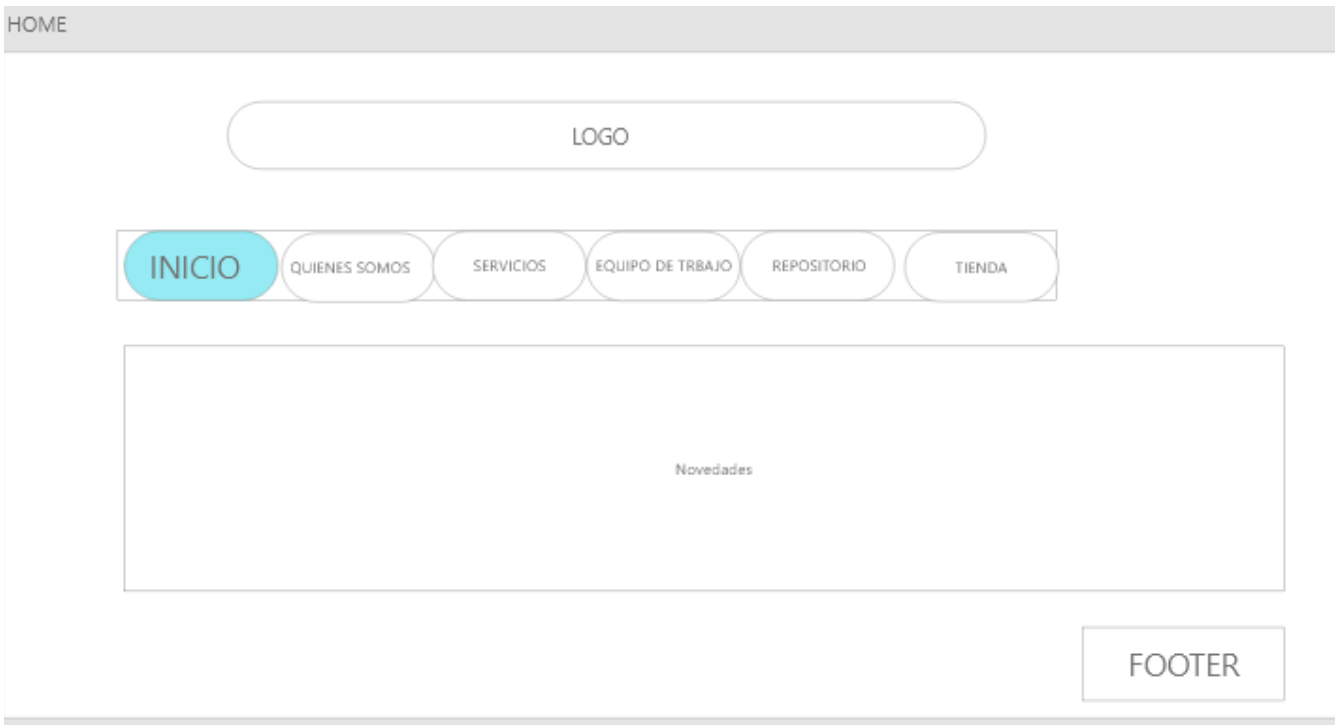 HOME
LOGO
INICIO
QUIENES SOMOS
SERVICIOS
EQUIPO DE TRBAJO
REPOSITORIO
TIENDA
Novedades
FOOTER